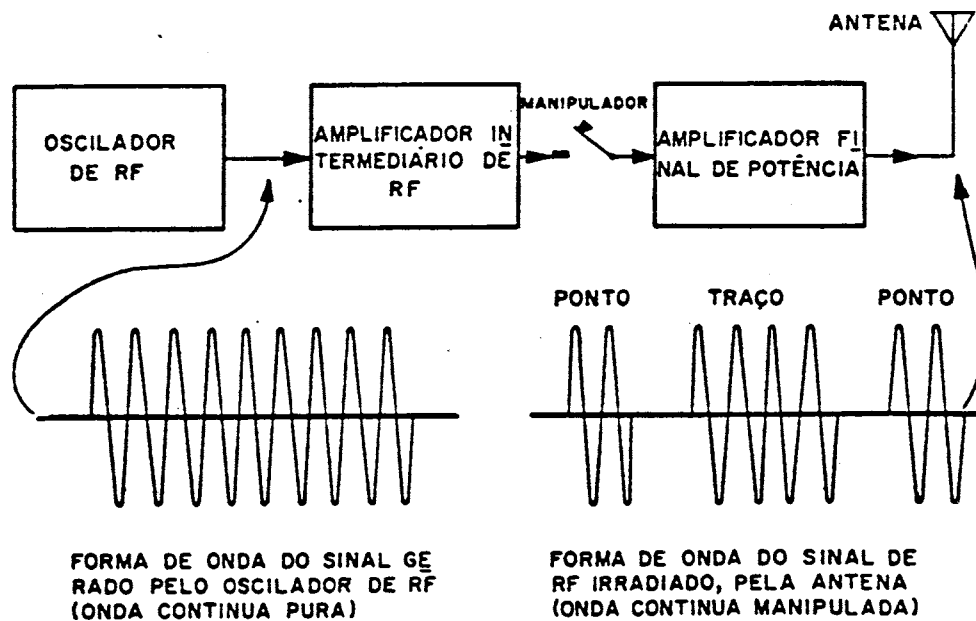 ANTENA
OSCILADOR
DE RF
AMPLIFICADOR IN
TERMEDIÁRIO DE
RF
MANIPULADOR
AMPLIFICADOR FI
NAL DE POTÊNCIA
PONTO
TRAÇO
PONTO
FORMA DE ONDA DO SINAL GE
RADO PELO OSCILADOR DE RF
(ONDA CONTINUA PURA)
FORMA DE ONDA DO SINAL DE
RF IRRADIADO, PELA ANTENA
(ONDA CONTINUA MANIPULADA)